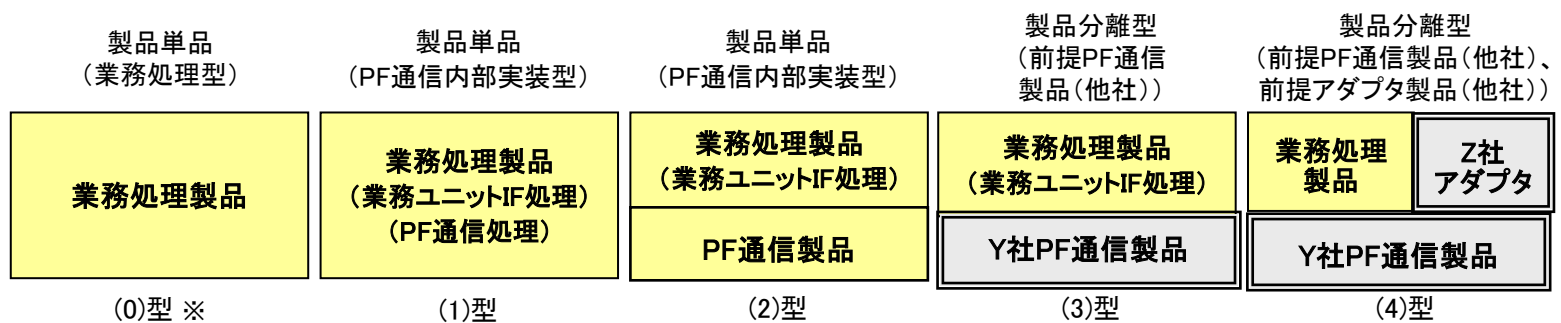 製品単品
（業務処理型）
業務処理製品
(0)型 ※
製品単品
（PF通信内部実装型）
業務処理製品
（業務ユニットIF処理）
（PF通信処理）
(1)型
製品単品
（PF通信内部実装型）
業務処理製品
（業務ユニットIF処理）
PF通信製品
(2)型
製品分離型
（前提PF通信
製品（他社））
業務処理製品
（業務ユニットIF処理）
Y社PF通信製品
(3)型
製品分離型
（前提PF通信製品（他社）、
前提アダプタ製品（他社））
業務処理
製品
Z社
アダプタ
Y社PF通信製品
(4)型